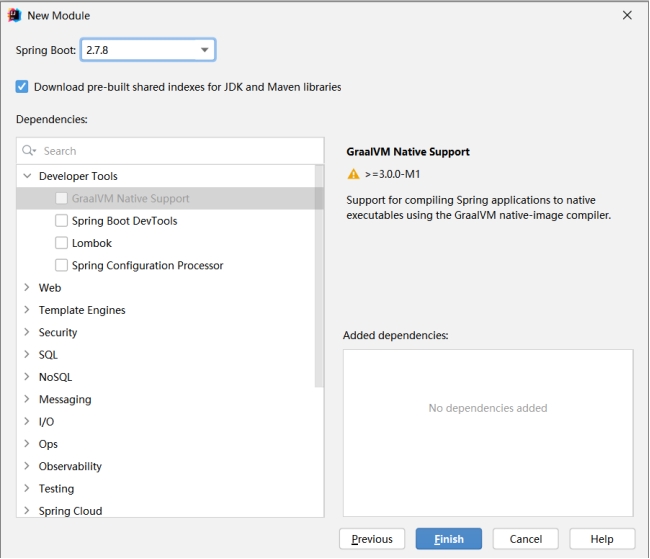 New Module
Spring Boot: 2.7.8
Download pre-built shared indexes for JDK and Maven libraries
Dependencies:
Search
Developer Tools
GraalVM Native Support
Spring Boot DevTools
Lombok
Spring Configuration Processor
Web
Template Engines
Security
SQL
NoSQL
Messaging
I/O
Ops
Observability
Testing
Spring Cloud
GraalVM Native Support
>=3.0.0-M1
Support for compiling Spring applications to native
executables using the GraalVM native-image compiler.
Added dependencies:
No dependencies added
Previous
Finish
Cancel
Help